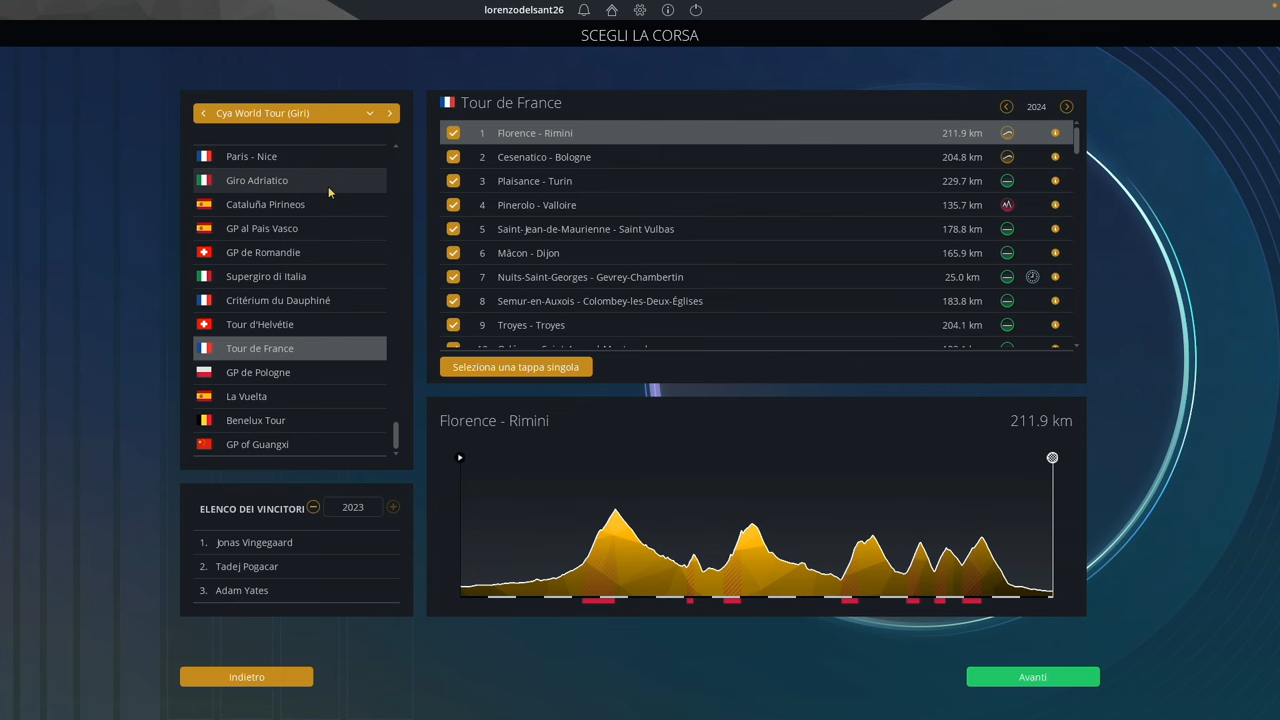 lorenzodelsant26
SCEGLI LA CORSA
Cya World Tour (Giri)
Paris - Nice
Giro Adriatico
Cataluña Pirineos
GP al Pais Vasco
GP de Romandie
Supergiro di Italia
Critérium du Dauphiné
Tour d'Helvétie
Tour de France
GP de Pologne
La Vuelta
Benelux Tour
GP of Guangxi
ELENCO DEI VINCITORI 2023
1. Jonas Vingegaard
2. Tadej Pogacar
3. Adam Yates
Indietro
Tour de France 2024
1 Florence - Rimini 211.9 km
2 Cesenatico - Bologne 204.8 km
3 Plaisance - Turin 229.7 km
4 Pinerolo - Valloire 135.7 km
5 Saint-Jean-de-Maurienne - Saint Vulbas 178.8 km
6 Mâcon - Dijon 165.9 km
7 Nuits-Saint-Georges - Gevrey-Chambertin 25.0 km
8 Semur-en-Auxois - Colombey-les-Deux-Églises 183.8 km
9 Troyes - Troyes 204.1 km
Seleziona una tappa singola
Florence - Rimini 211.9 km
Avanti